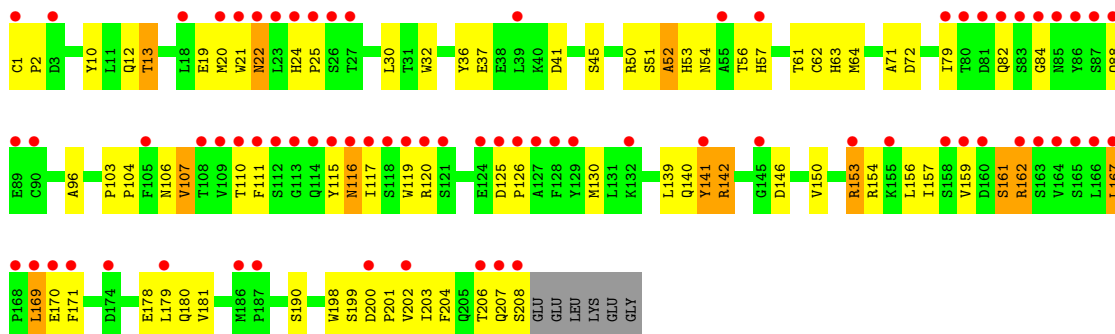 C1 P2 D3 Y10 L11 Q12 T13 L18 E19 M20 W21 N22 L23 H24 P25 S26 T27 L30 T31 W32 Y36 E37 E38 L39 K40 D41 S45 R50 S51 A52 H53 N54 A55 T56 H57 T61 C62 H63 M64 A71 D72 I79 T80 D81 Q82 S83 G84 N85 Y86 S87
E89 C90 A96 P103 P104 F105 N106 V107 T108 V109 T110 F111 S112 G113 Q114 Y115 N116 I117 S118 W119 R120 S121 E124 D125 P126 A127 F128 Y129 M130 L131 K132 L139 Q140 Y141 R142 G145 D146 V150 R153 R154 K155 L156 I157 S158 V159 D160 S161 R162 S163 V164 S165 L166 L167
P168 L169 E170 F171 D174 E178 L179 Q180 V181 M186 P187 S190 W198 S199 D200 P201 V202 I203 F204 Q205 T206 Q207 S208 GLU GLU LEU LYS GLU GLY